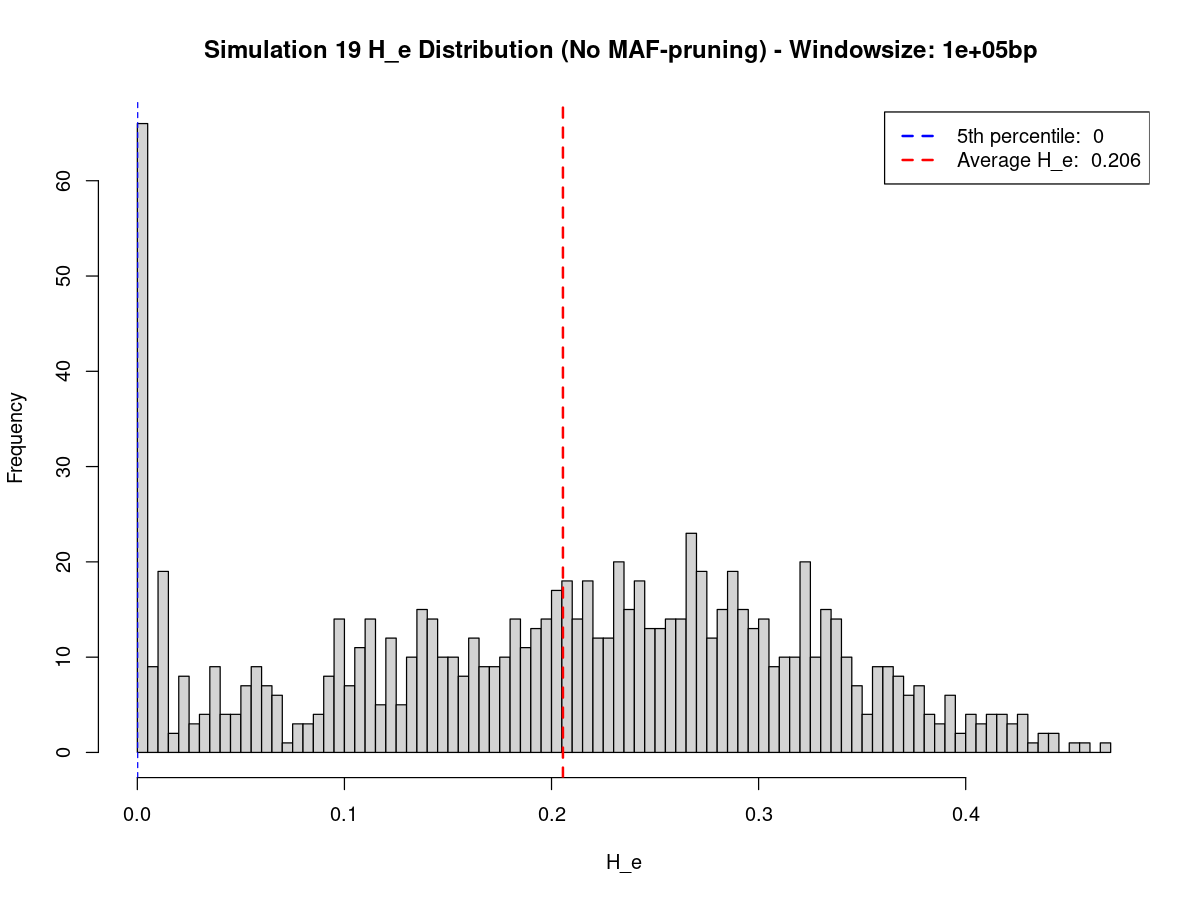 Simulation 19 H_e Distribution (No MAF-pruning) - Windowsize: 1e+05bp
5th percentile:  0
Average H_e:  0.206
Frequency
60
50
40
30
20
10
0
0.0 0.1 0.2 0.3 0.4
H_e